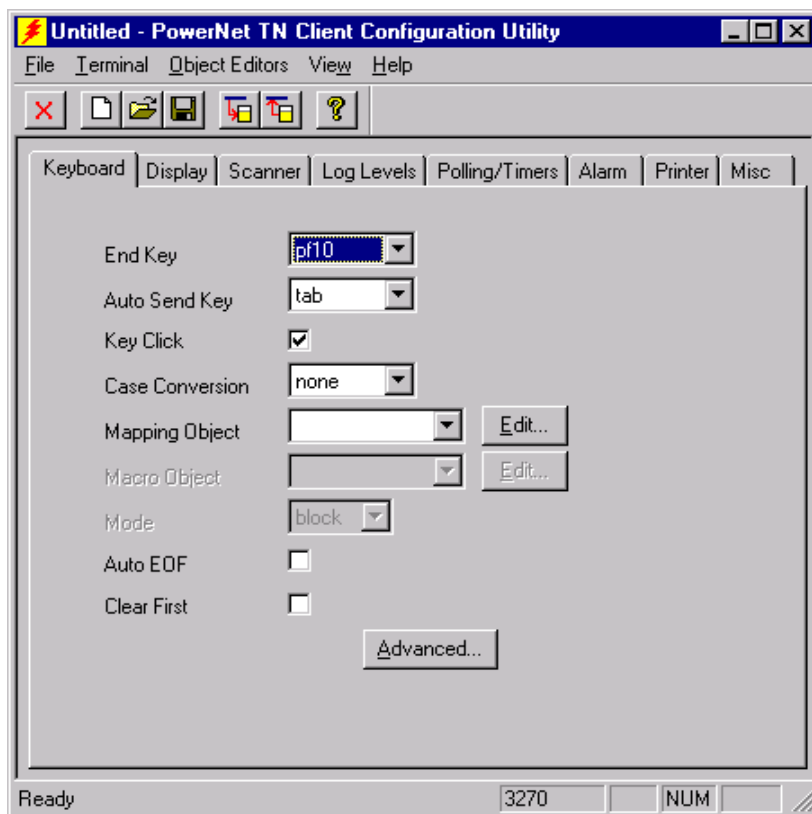 Untitled - PowerNet TN Client Configuration Utility
File Terminal Object Editors View Help
Keyboard Display Scanner Log Levels Polling/Timers Alarm Printer Misc
End Key pf10
Auto Send Key tab
Key Click
Case Conversion none
Mapping Object Edit...
Macro Object Edit...
Mode block
Auto EOF
Clear First
Advanced...
Ready 3270 NUM